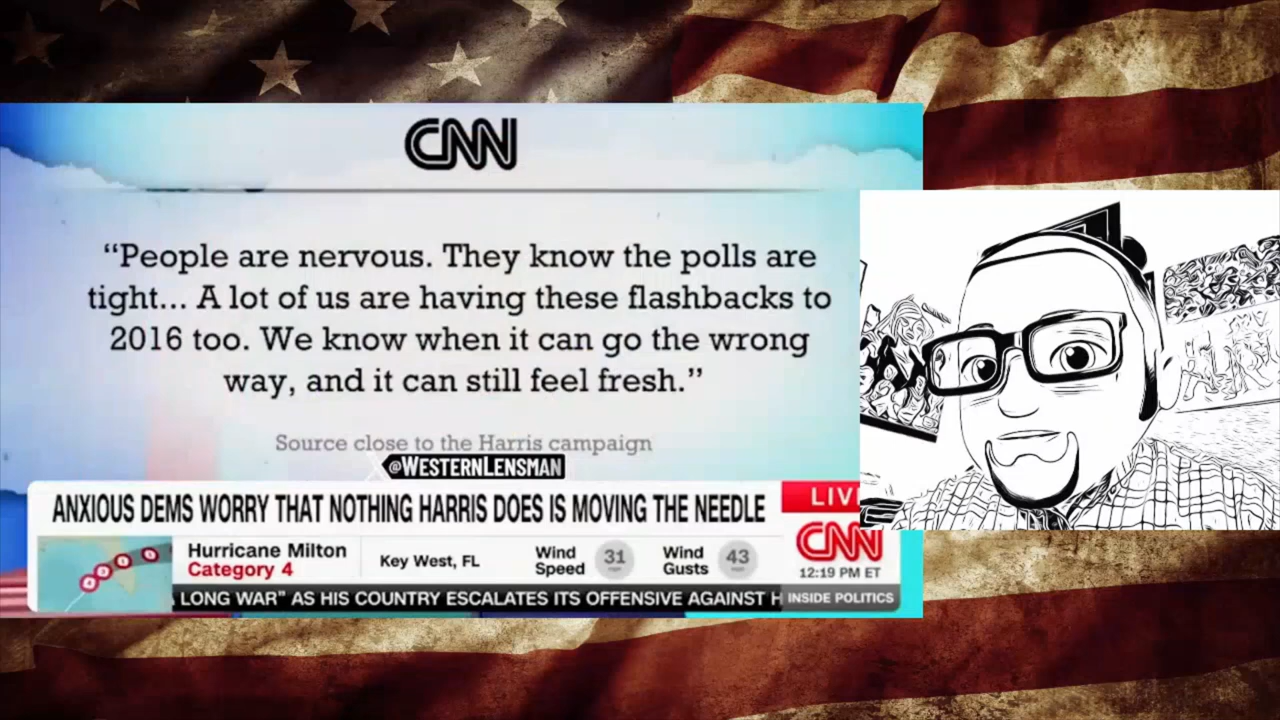 CNN
“People are nervous. They know the polls are
tight... A lot of us are having these flashbacks to
2016 too. We know when it can go the wrong
way, and it can still feel fresh.”
Source close to the Harris campaign
@WESTERNLENSMAN
ANXIOUS DEMS WORRY THAT NOTHING HARRIS DOES IS MOVING THE NEEDLE
LIV
Hurricane Milton
Category 4
Key West, FL
Wind
Speed
31
Wind
Gusts
43
CNN
12:19 PM ET
LONG WAR” AS HIS COUNTRY ESCALATES ITS OFFENSIVE AGAINST H
INSIDE POLITICS